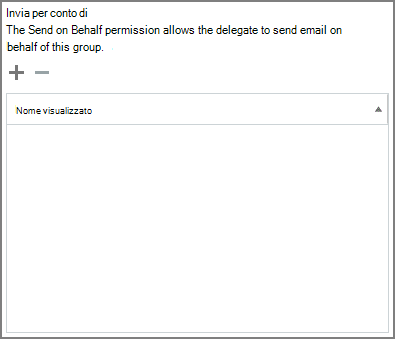 Invia per conto di
The Send on Behalf permission allows the delegate to send email on
behalf of this group.
Nome visualizzato